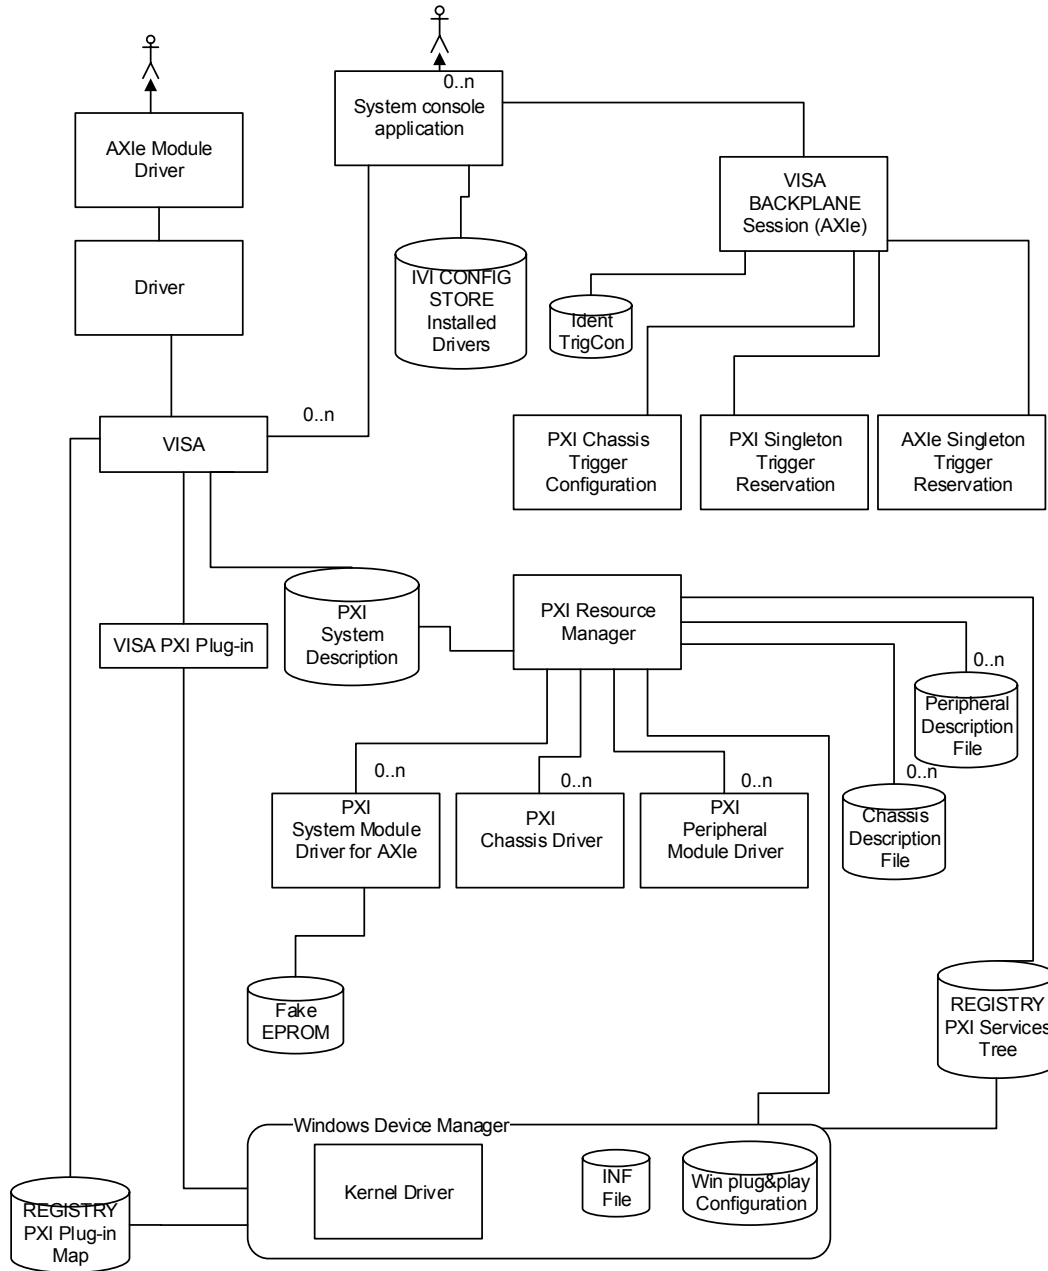 0..n
System console
application
AXIe Module
Driver
VISA
BACKPLANE
Session (AXIe)
Driver
IVI CONFIG
STORE
Installed
Drivers
Ident
TrigCon
0..n
VISA
PXI Chassis
Trigger
Configuration
PXI Singleton
Trigger
Reservation
AXIe Singleton
Trigger
Reservation
PXI
System
Description
PXI Resource
Manager
VISA PXI Plug-in
0..n
Peripheral
Description
File
0..n
0..n
0..n
0..n
Chassis
Description
File
PXI
System Module
Driver for AXIe
PXI
Chassis Driver
PXI
Peripheral
Module Driver
Fake
EPROM
REGISTRY
PXI Services
Tree
Windows Device Manager
Kernel Driver
INF
File
Win plug&play
Configuration
REGISTRY
PXI Plug-in
Map